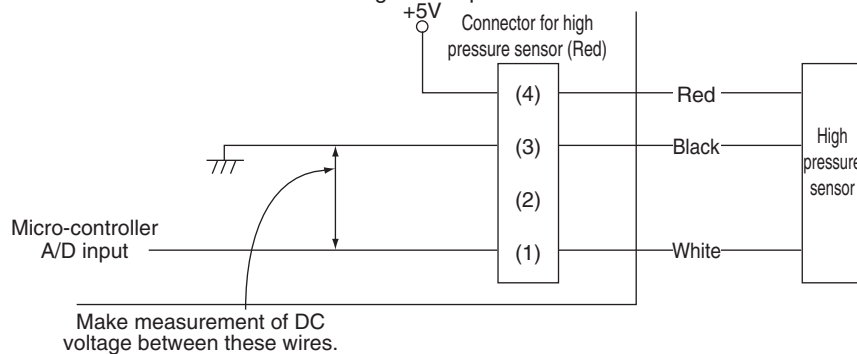 +5V
Connector for high
pressure sensor (Red)
(4)
Red
(3)
Black
High
pressure
sensor
(2)
Micro-controller
A/D input
(1)
White
Make measurement of DC
voltage between these wires.